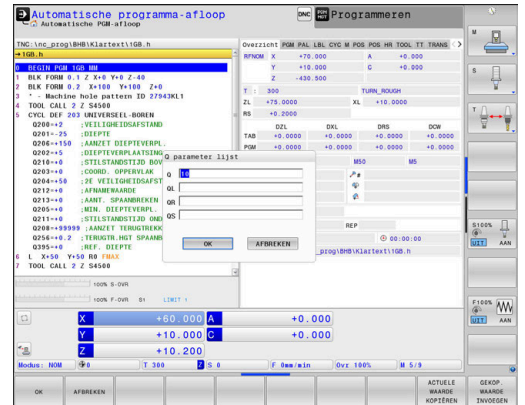 Automatische programma-afloop
Automatische PGM-afloop
DNC
Programmeren
TNC:\nc_prog\BHB\Klartext\1GB.h
→1GB.h
0 BEGIN PGM 1GB MM
1 BLK FORM 0.1 Z X+0 Y+0 Z-40
2 BLK FORM 0.2 X+100 Y+100 Z+0
3 * - Machine hole pattern ID 27943KL1
4 TOOL CALL 2 Z S4500
5 CYCL DEF 203 UNIVERSEEL-BOREN
Q200=+2 ;VEILIGHEIDSAFSTAND
Q201=-25 ;DIEPTE
Q206=+150 ;AANZET DIEPTEVERPL.
Q202=+5 ;DIEPTEVERPLAATSING
Q210=+0 ;STILSTANDSTIJD BOV
Q203=+0 ;COORD. OPPERVLAK
Q204=+50 ;2E VEILIGHEIDSAFST
Q212=+0 ;AFNAMEWAARDE
Q213=+0 ;AANT. SPAANBREKEN
Q205=+0 ;MIN. DIEPTEVERPL.
Q211=+0 ;STILSTANDSTIJD OND
Q208=+99999 ;AANZET TERUGTREKK
Q256=+0.2 ;TERUGTR.HGT SPAANB
Q395=+0 ;REF. DIEPTE
6 L X+50 Y+50 R0 FMAX
7 TOOL CALL 2 Z S4500
Overzicht PGM PAL LBL CYC M POS POS HR TOOL TT TRANS
RFNOM X +70.000 A +0.000
Y +10.000 C +0.000
Z -430.500
T : 300 TURN_ROUGH
ZL +75.0000 XL +10.0000
RS +0.2000
DZL DXL DRS DCW
TAB +0.0000 +0.0000 +0.0000 +0.0000
PGM +0.0000 +0.0000 +0.0000 +0.0000
M50 M5
REP
00:00:00
_prog\BHB\Klartext\1GB.h
Q parameter lijst
Q 10
QL
QR
QS
OK AFBREKEN
100% S-OVR
100% F-OVR S1 LIMIT 1
X +60.000 A +0.000
Y +10.000 C +0.000
Z +10.200
Modus: NOM 0 T 300 Z S 0 F 0mm/min Ovr 100% M 5/9
M
S
T
S100%
UIT AAN
F100%
UIT AAN
OK
AFBREKEN
ACTUELE WAARDE KOPIËREN
GEKOP. WAARDE INVOEGEN